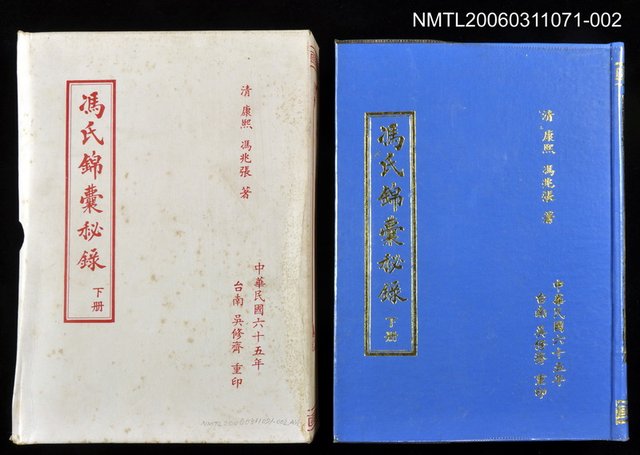 NMTL20060311071-002
馮氏錦囊秘錄
下冊
清 康熙 馮兆張 著
中華民國六十五年
台南 吳修齊 重印
馮氏錦囊秘錄
下冊
清 康熙 馮兆張 著
中華民國六十五年
台南 吳修齊 重印